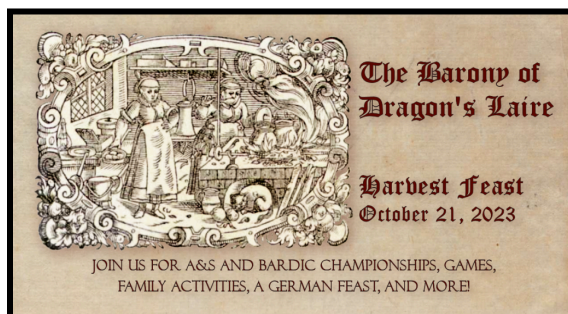 The Barony of
Dragon's Laire
Harvest Feast
October 21, 2023
JOIN US FOR A&S AND BARDIC CHAMPIONSHIPS, GAMES,
FAMILY ACTIVITIES, A GERMAN FEAST, AND MORE!